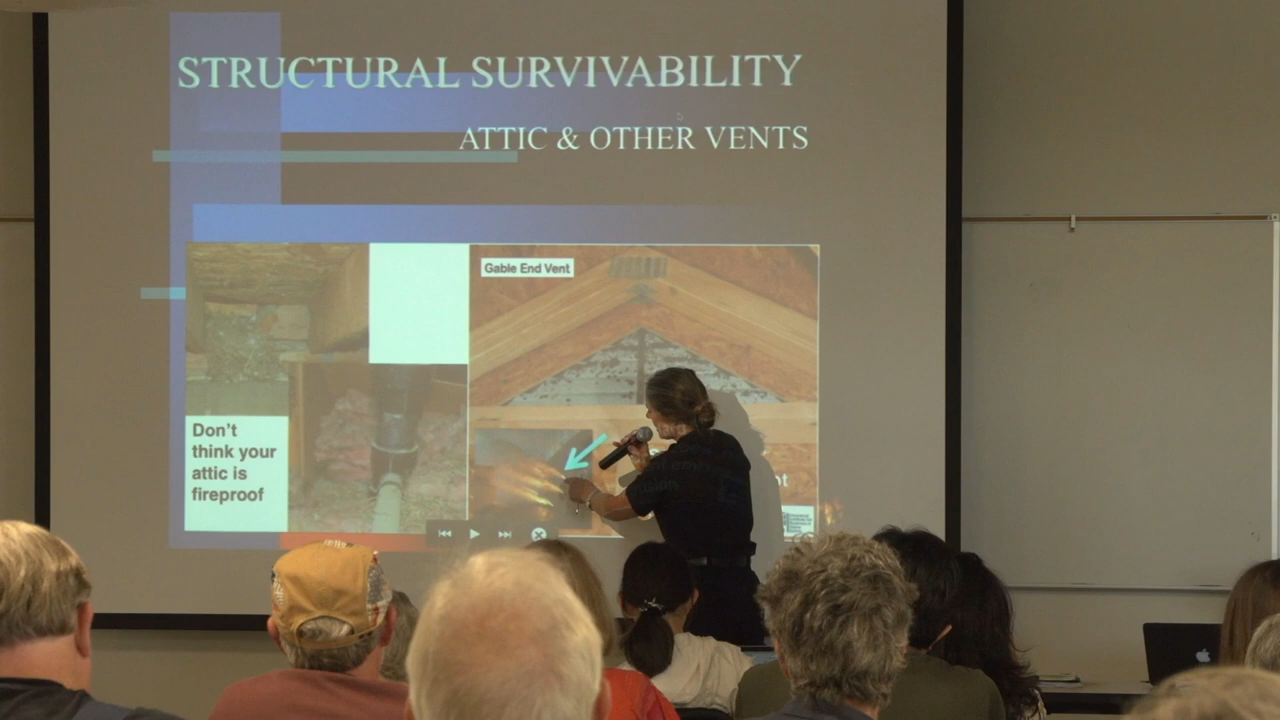 STRUCTURAL SURVIVABILITY
ATTIC & OTHER VENTS
Gable End Vent
Don't
think your
attic is
fireproof